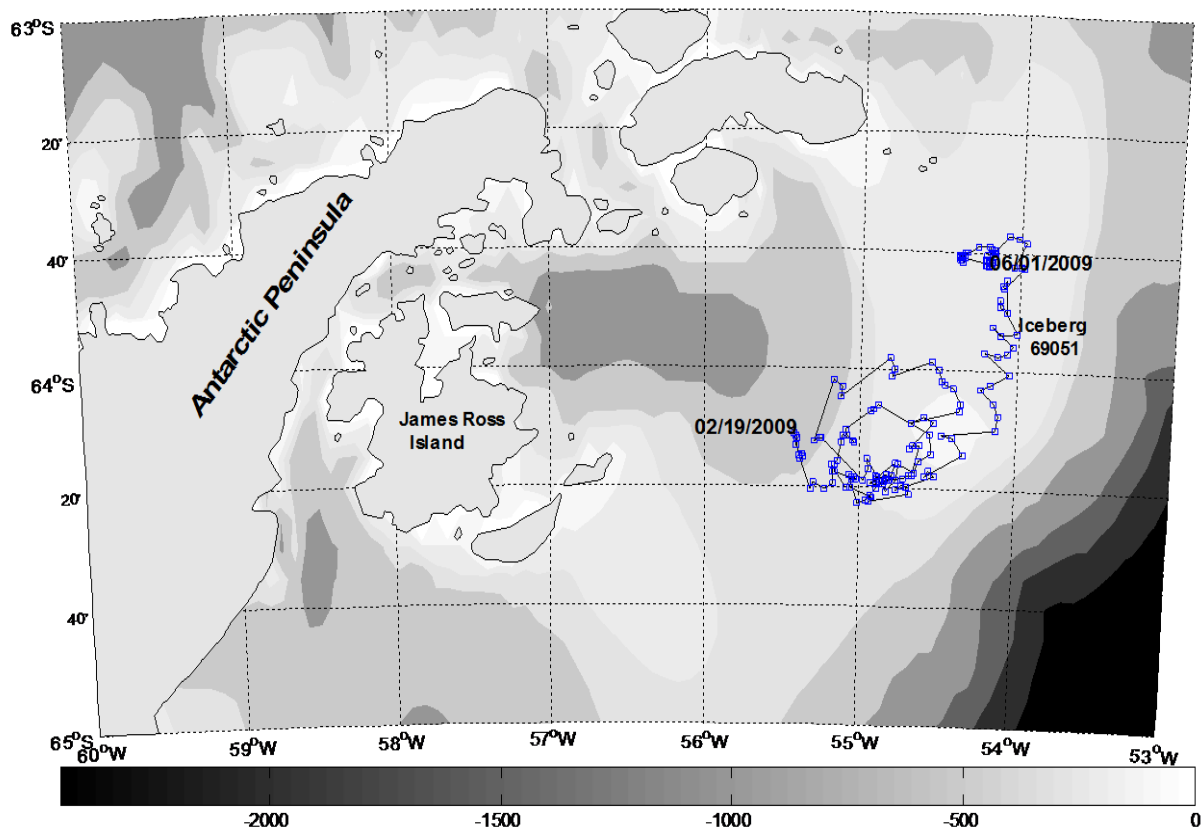 63°S
20'
40'
64°S
20'
40'
65°S
Antarctic Peninsula
James Ross
Island
02/19/2009
06/01/2009
Iceberg
69051
60°W
59°W
58°W
57°W
56°W
55°W
54°W
53°W
-2000
-1500
-1000
-500
0